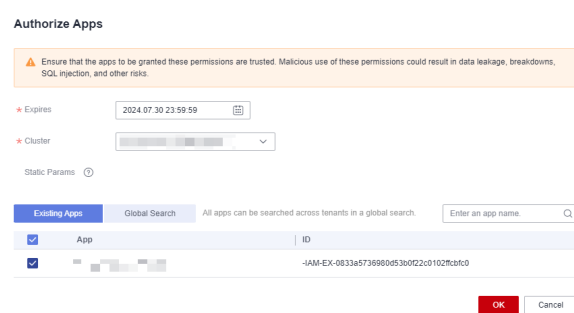 Authorize Apps
Ensure that the apps to be granted these permissions are trusted. Malicious use of these permissions could result in data leakage, breakdowns,
SQL injection, and other risks.
* Expires 2024.07.30 23:59:59
* Cluster
Static Params ?
Existing Apps Global Search All apps can be searched across tenants in a global search. Enter an app name.
App ID
-IAM-EX-0833a5736980d53b0f22c0102ffcbfc0
OK Cancel